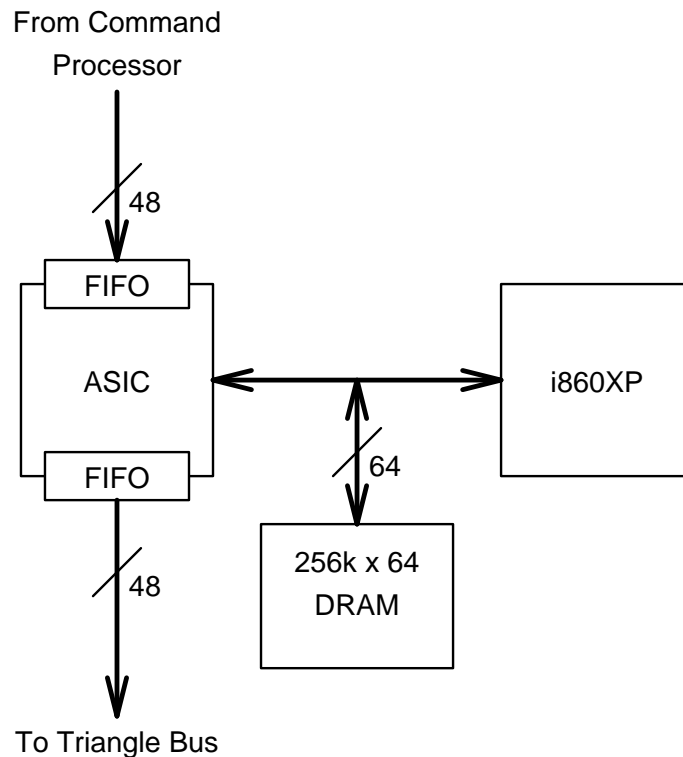 From Command
Processor
48
FIFO
ASIC
i860XP
FIFO
64
48
256k x 64
DRAM
To Triangle Bus